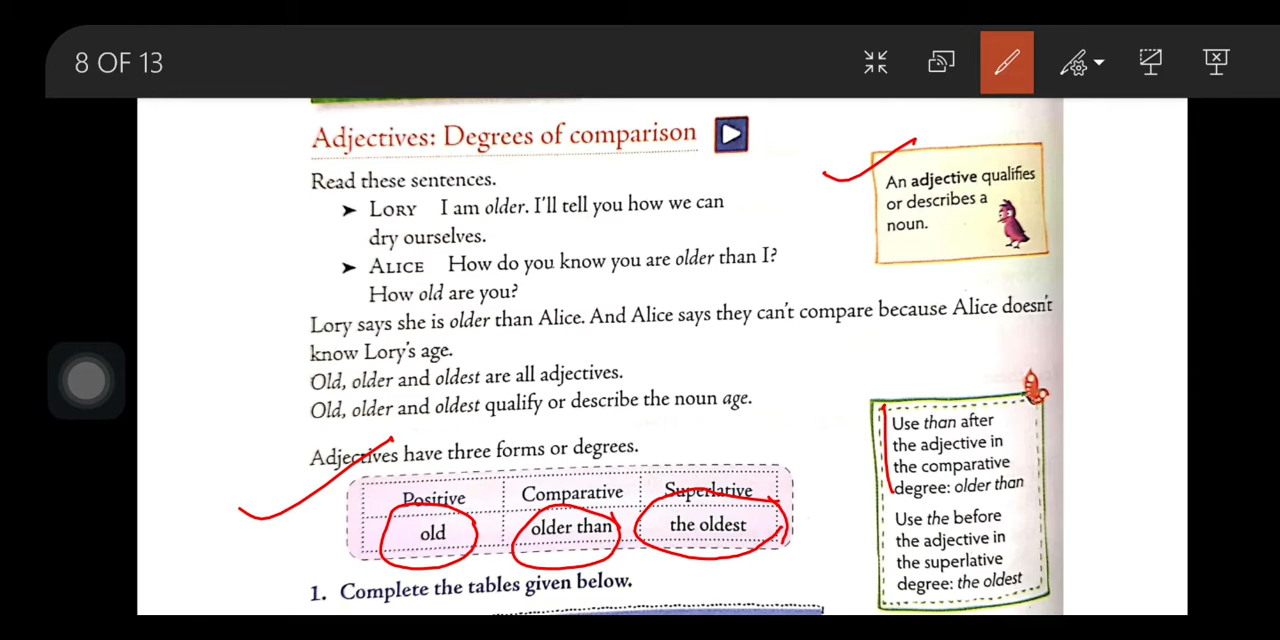 8 OF 13
Adjectives: Degrees of comparison
Read these sentences.
➤ LORY I am older. I'll tell you how we can
dry ourselves.
➤ ALICE How do you know you are older than I?
How old are you?
Lory says she is older than Alice. And Alice says they can't compare because Alice doesn't
know Lory's age.
Old, older and oldest are all adjectives.
Old, older and oldest qualify or describe the noun age.
Adjectives have three forms or degrees.
Positive Comparative Superlative
old older than the oldest
1. Complete the tables given below.
An adjective qualifies
or describes a
noun.
Use than after
the adjective in
the comparative
degree: older than
Use the before
the adjective in
the superlative
degree: the oldest